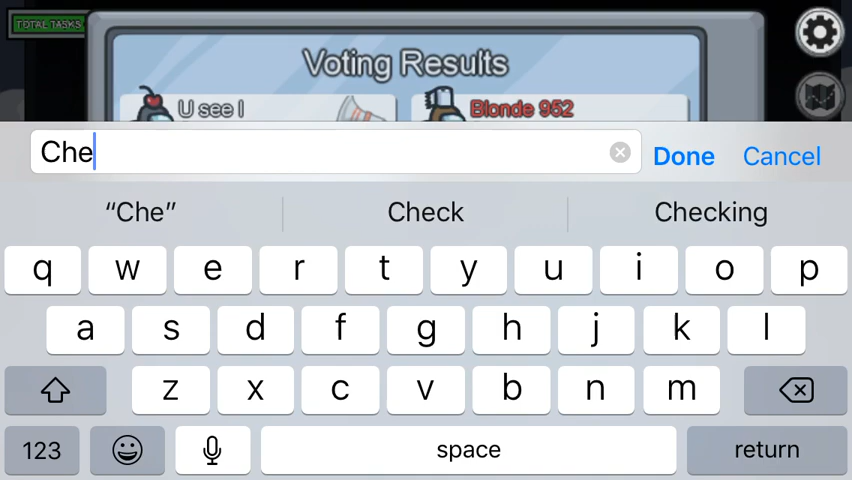 TOTAL TASKS
Voting Results
U see I
Blonde 952
Che
Done
Cancel
“Che”
Check
Checking
q w e r t y u i o p
a s d f g h j k l
z x c v b n m
123
space
return